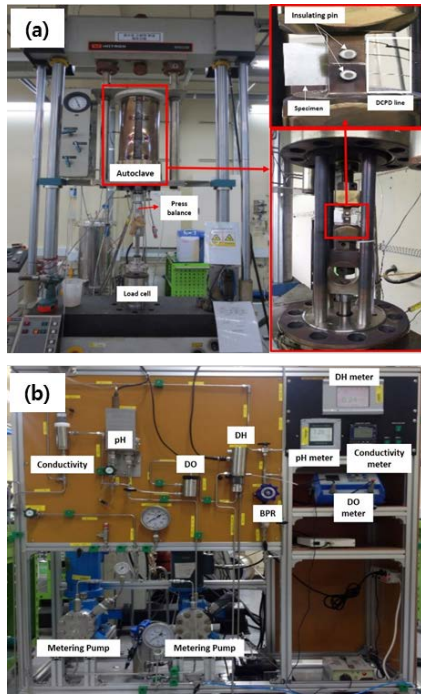 (a)
INSTRON
Insulating pin
Specimen
DCPD line
Autoclave
Press
balance
Load cell
(b)
DH meter
pH
DH
Conductivity
DO
pH meter
Conductivity
meter
DO
meter
BPR
Metering Pump
Metering Pump